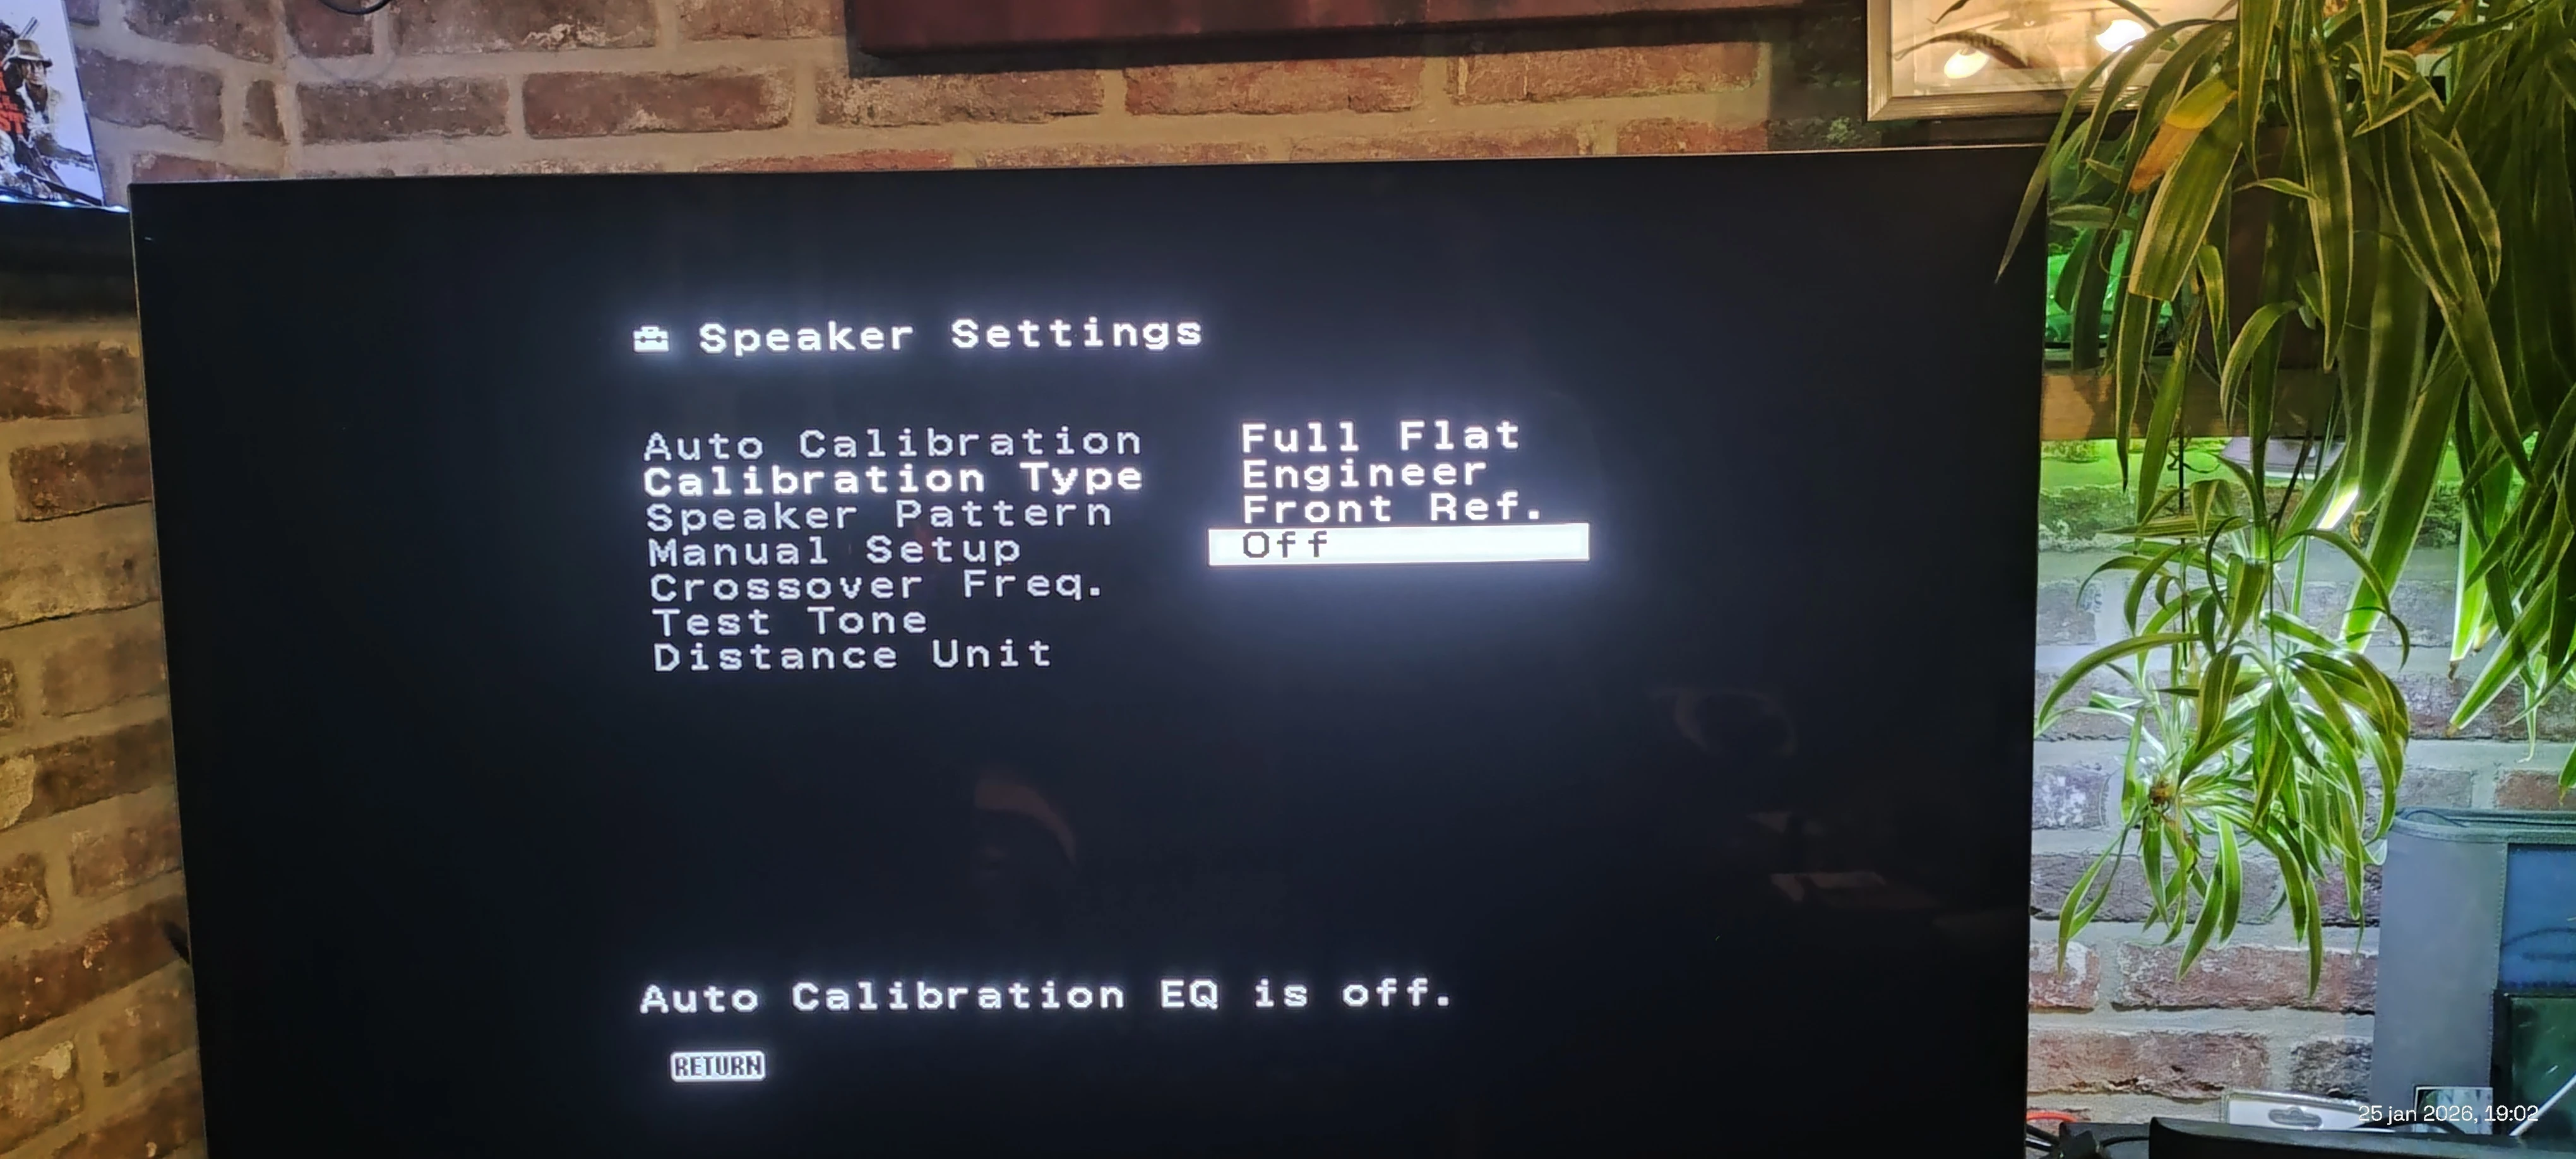 Speaker Settings
Auto Calibration
Calibration Type
Speaker Pattern
Manual Setup
Crossover Freq.
Test Tone
Distance Unit
Full Flat
Engineer
Front Ref.
Off
Auto Calibration EQ is off.
RETURN
25 jan 2026, 19:02